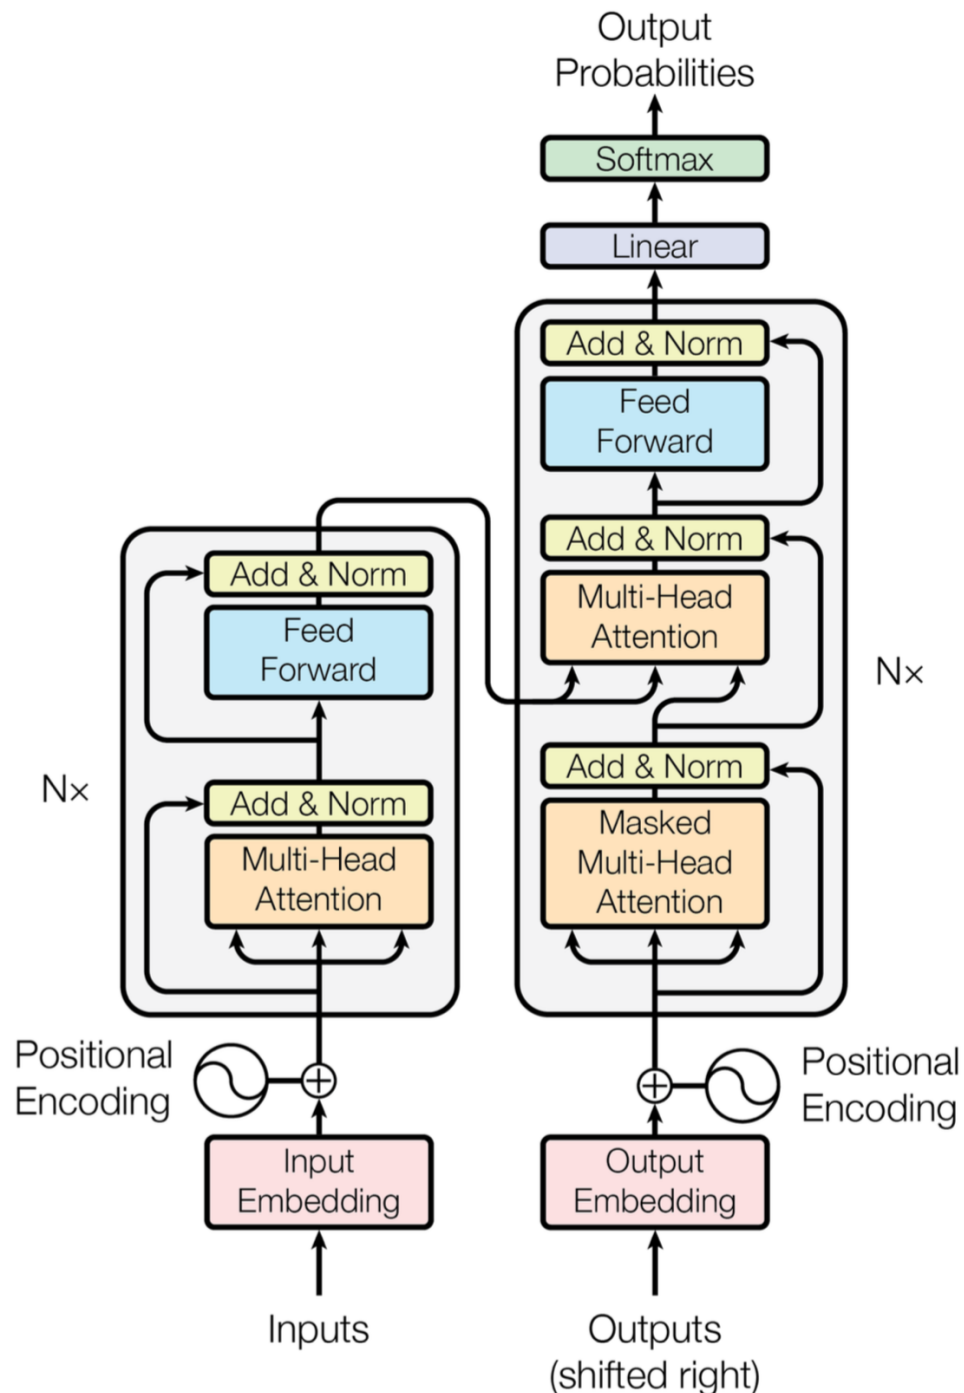 Output
Probabilities
Softmax
Linear
Add & Norm
Feed
Forward
Add & Norm
Multi-Head
Attention
N×
Add & Norm
Masked
Multi-Head
Attention
Add & Norm
Feed
Forward
N×
Add & Norm
Multi-Head
Attention
Positional
Encoding
Positional
Encoding
Input
Embedding
Output
Embedding
Inputs
Outputs
(shifted right)